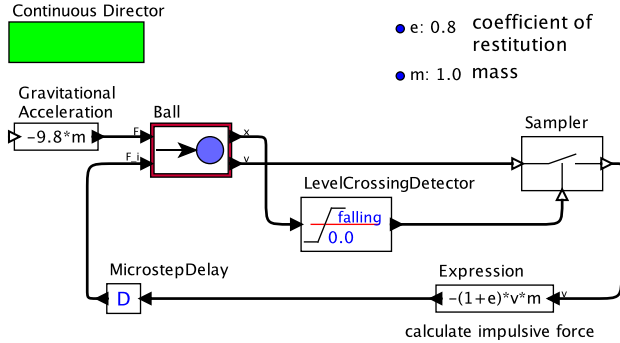 Continuous Director
e: 0.8 coefficient of
restitution
m: 1.0 mass
Gravitational
Acceleration
-9.8*m
Ball
F
F_i
x
v
Sampler
LevelCrossingDetector
falling
0.0
MicrostepDelay
D
Expression
-(1+e)*v*m
v
calculate impulsive force